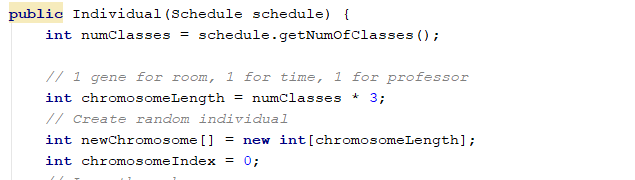 public Individual(Schedule schedule) {
int numClasses = schedule.getNumOfClasses();
// 1 gene for room, 1 for time, 1 for professor
int chromosomeLength = numClasses * 3;
// Create random individual
int newChromosome[] = new int[chromosomeLength];
int chromosomeIndex = 0;